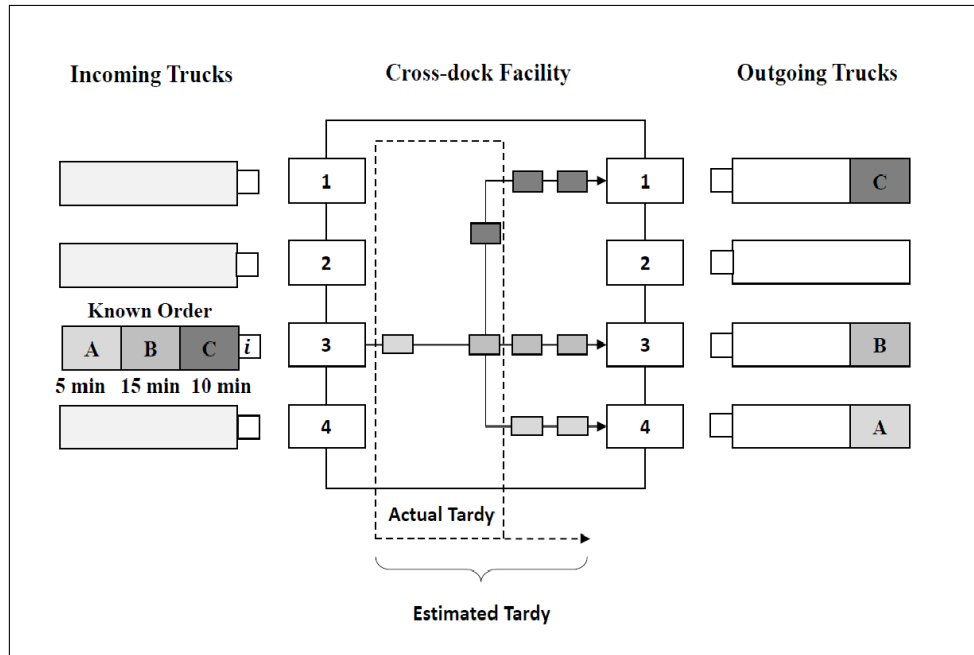 Incoming Trucks
Cross-dock Facility
Outgoing Trucks
1
1
C
2
2
Known Order
A B C i
3
3
B
5 min 15 min 10 min
4
4
A
Actual Tardy
Estimated Tardy